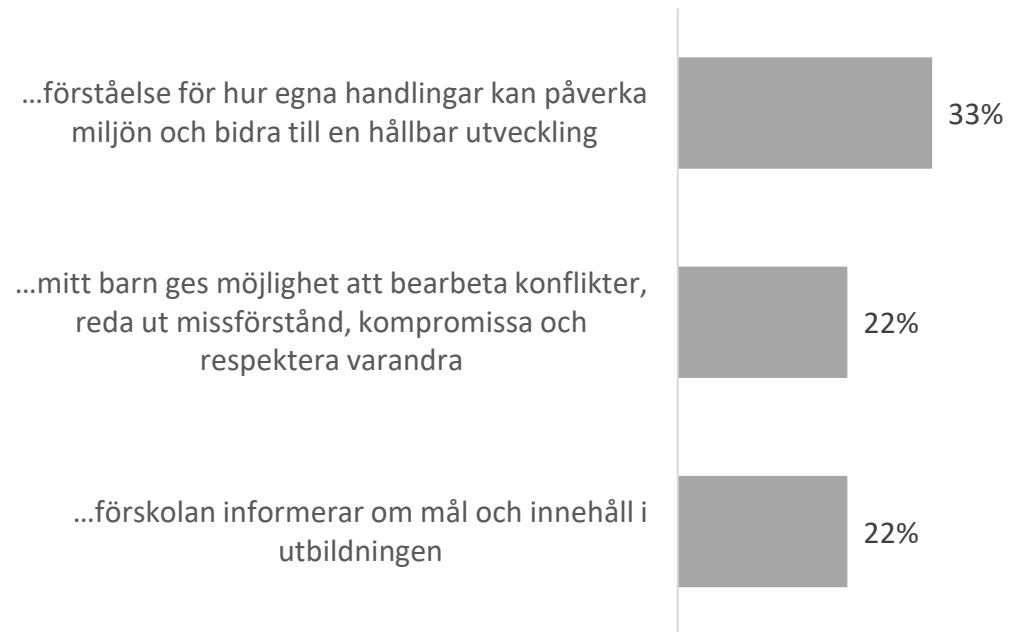 …förståelse för hur egna handlingar kan påverka
miljön och bidra till en hållbar utveckling
33%
…mitt barn ges möjlighet att bearbeta konflikter,
reda ut missförstånd, kompromissa och
respektera varandra
22%
…förskolan informerar om mål och innehåll i
utbildningen
22%